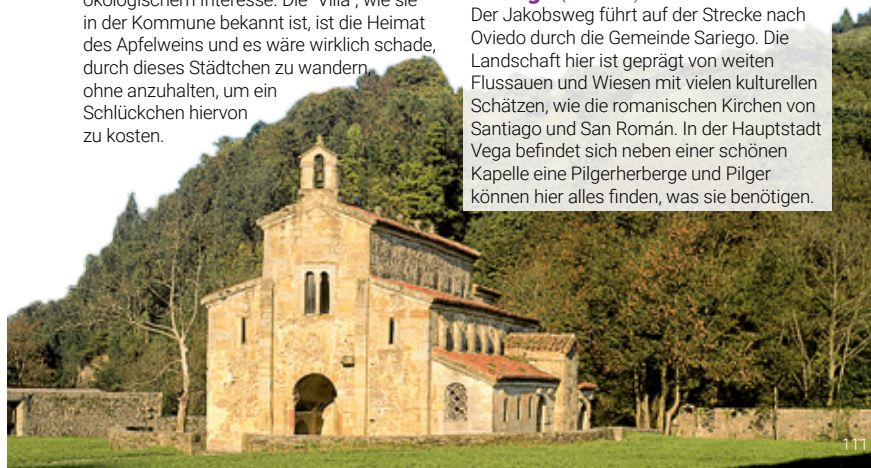 in der Kommune bekannt ist, ist die Heimat
des Apfelweins und es wäre wirklich schade,
durch dieses Städtchen zu wandern,
ohne anzuhalten, um ein
Schlückchen hiervon
zu kosten.
Der Jakobsweg führt auf der Strecke nach
Oviedo durch die Gemeinde Sariego. Die
Landschaft hier ist geprägt von weiten
Flussauen und Wiesen mit vielen kulturellen
Schätzen, wie die romanischen Kirchen von
Santiago und San Román. In der Hauptstadt
Vega befindet sich neben einer schönen
Kapelle eine Pilgerherberge und Pilger
können hier alles finden, was sie benötigen.
111